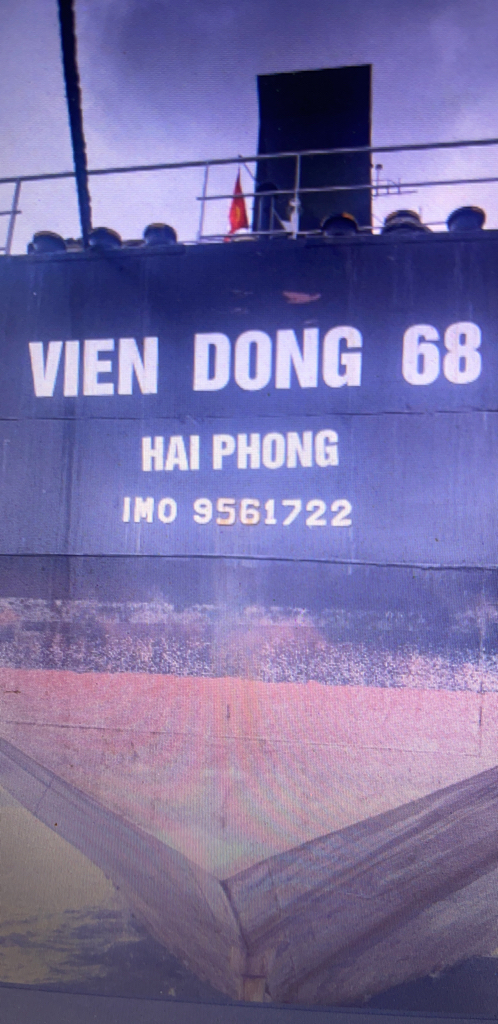 VIEN DONG 68
HAI PHONG
IMO 9561722